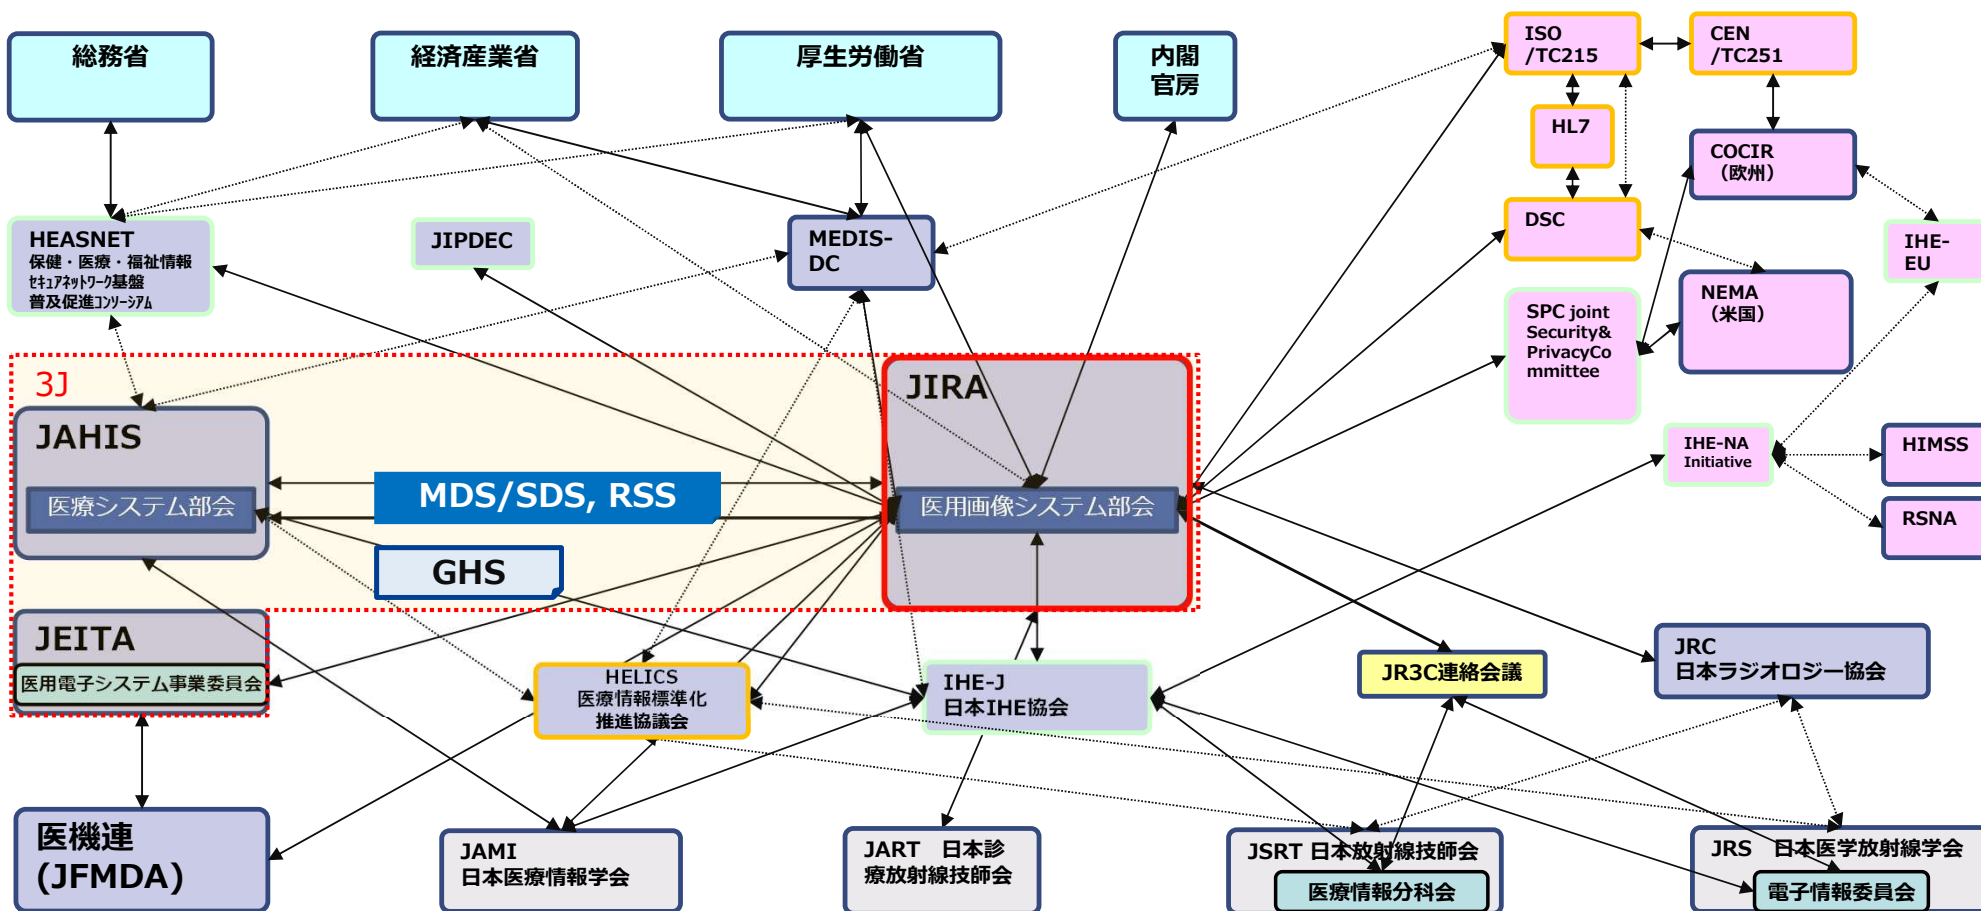 総務省
経済産業省
厚生労働省
内閣
官房
ISO
/TC215
CEN
/TC251
HL7
COCIR
（欧州）
HEASNET
保健・医療・福祉情報
ｾｷｭｱﾈｯﾄﾜｰｸ基盤
普及促進ｺﾝｿｰｼｱﾑ
JIPDEC
MEDIS-
DC
DSC
IHE-
EU
NEMA
（米国）
SPC joint
Security&
PrivacyCo
mmittee
3J
JAHIS
医療システム部会
JIRA
医用画像システム部会
MDS/SDS, RSS
GHS
IHE-NA
Initiative
HIMSS
RSNA
JEITA
医用電子システム事業委員会
HELICS
医療情報標準化
推進協議会
IHE-J
日本IHE協会
JR3C連絡会議
JRC
日本ラジオロジー協会
医機連
(JFMDA)
JAMI
日本医療情報学会
JART　日本診
療放射線技師会
JSRT 日本放射線技師会
医療情報分科会
JRS　日本医学放射線学会
電子情報委員会